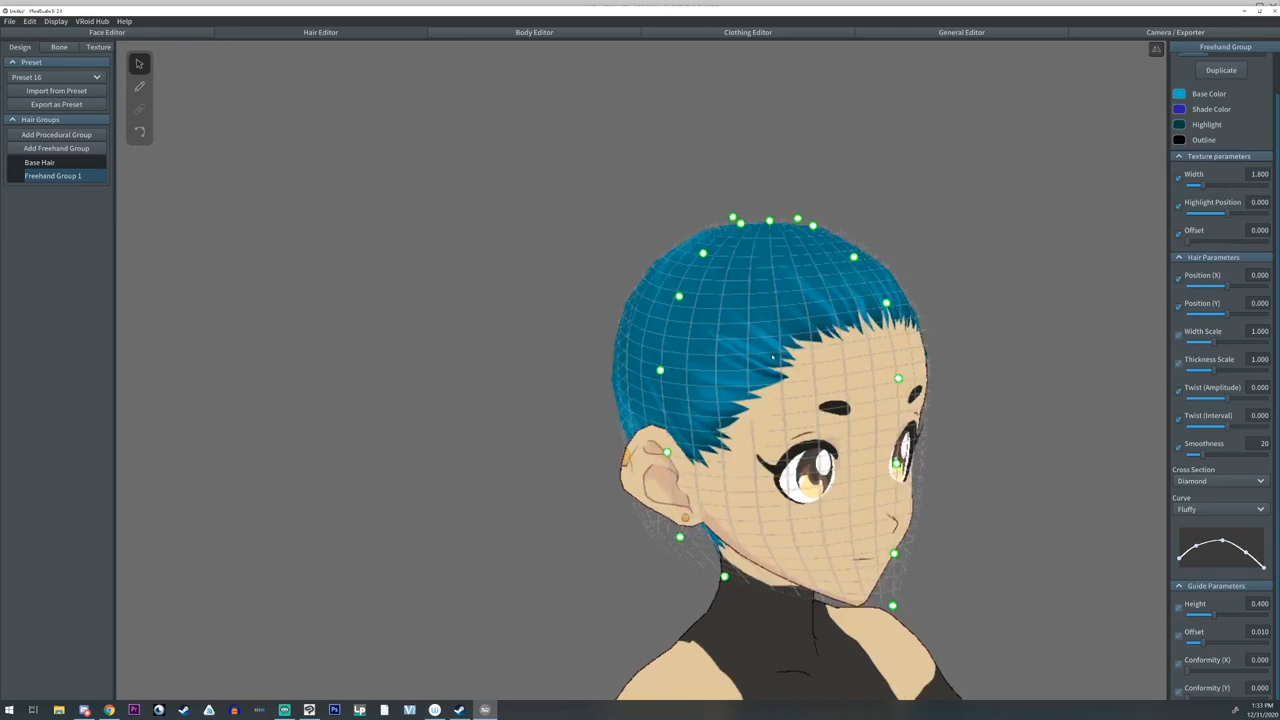 File Edit Display VRoid Hub Help
Face Editor Hair Editor Body Editor Clothing Editor General Editor Camera / Exporter
Design Bone Texture
Preset
Preset 16
Import from Preset
Export as Preset
Hair Groups
Add Procedural Group
Add Freehand Group
Base Hair
Freehand Group 1
Freehand Group
Duplicate
Base Color
Shade Color
Highlight
Outline
Texture parameters
Width 1.800
Highlight Position 0.000
Offset 0.000
Hair Parameters
Position (X) 0.000
Position (Y) 0.000
Width Scale 1.000
Thickness Scale 1.000
Twist (Amplitude) 0.000
Twist (Interval) 0.000
Smoothness 20
Cross Section
Diamond
Curve
Fluffy
Guide Parameters
Height 0.400
Offset 0.010
Conformity (X) 0.000
Conformity (Y) 0.000
1:33 PM
12/31/2020